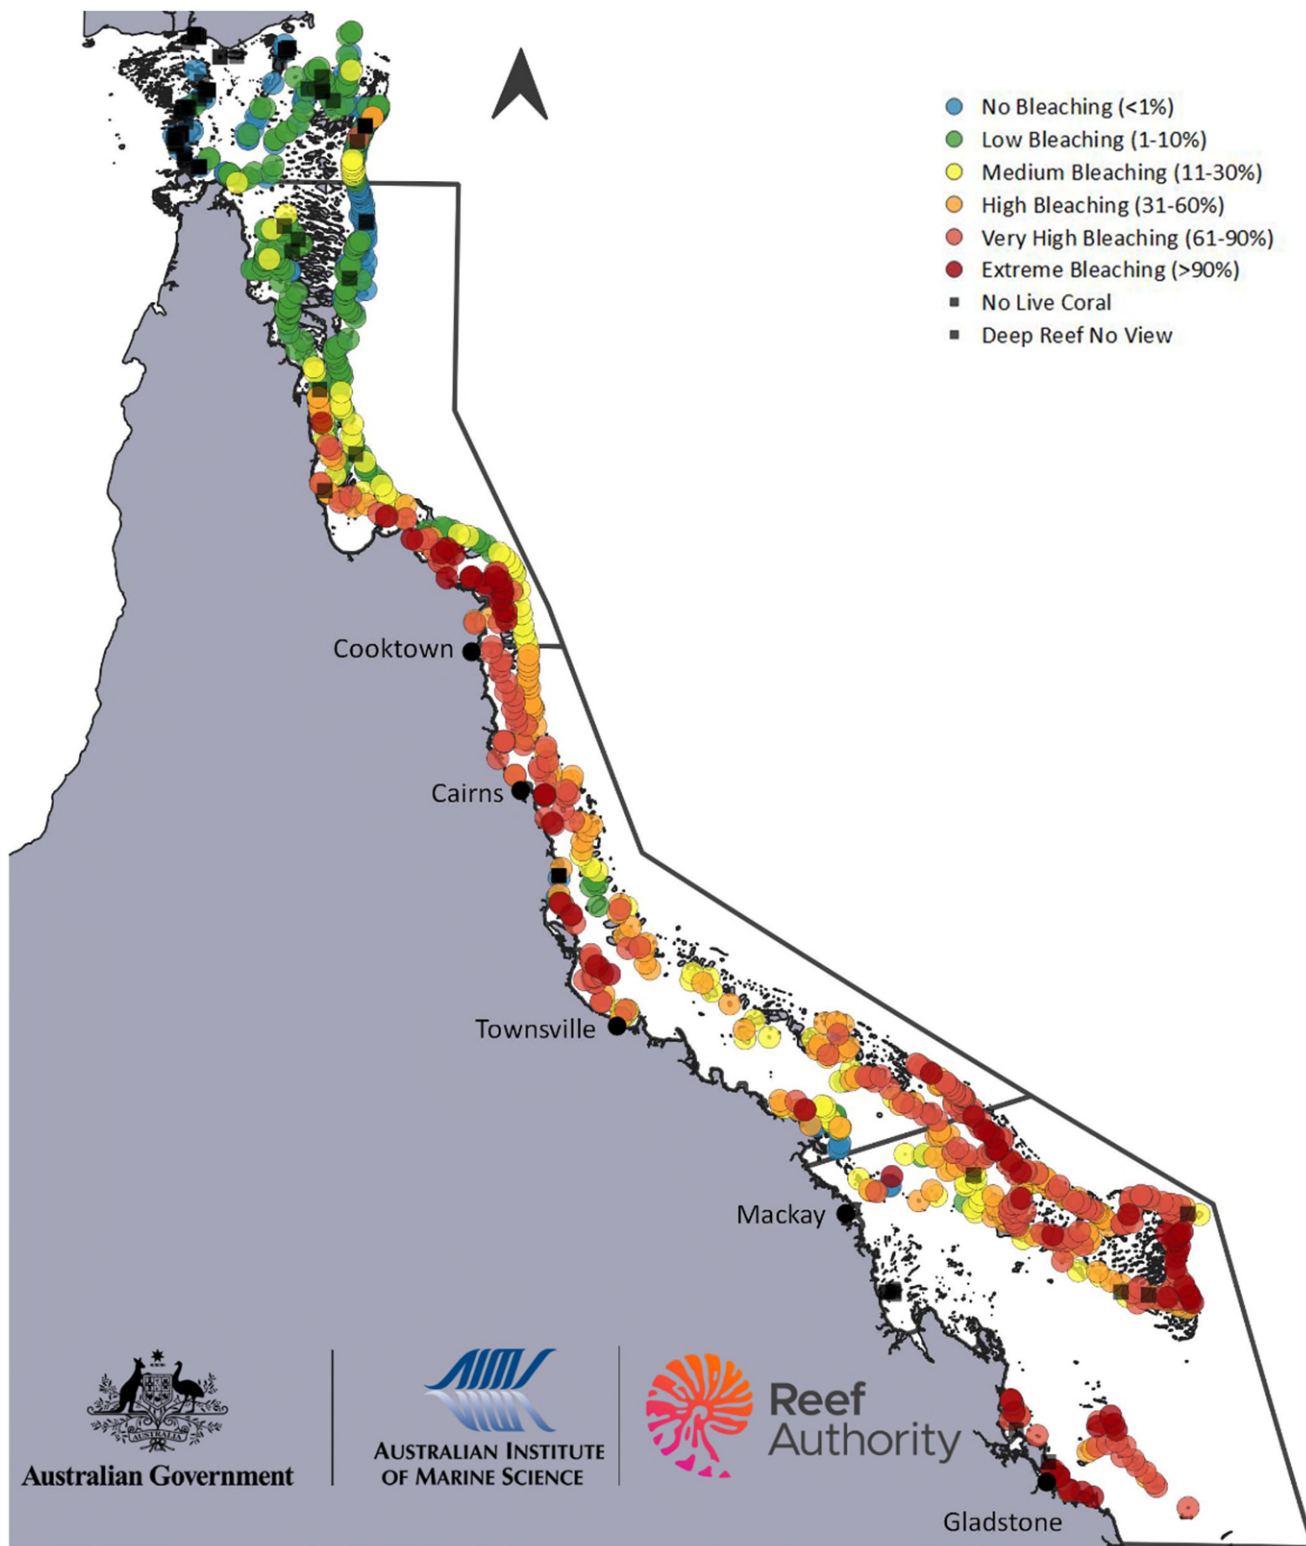 No Bleaching (<1%)
Low Bleaching (1-10%)
Medium Bleaching (11-30%)
High Bleaching (31-60%)
Very High Bleaching (61-90%)
Extreme Bleaching (>90%)
No Live Coral
Deep Reef No View
Cooktown
Cairns
Townsville
Mackay
AUSTRALIA
Australian Government
AIMS
AUSTRALIAN INSTITUTE
OF MARINE SCIENCE
Reef
Authority
Gladstone